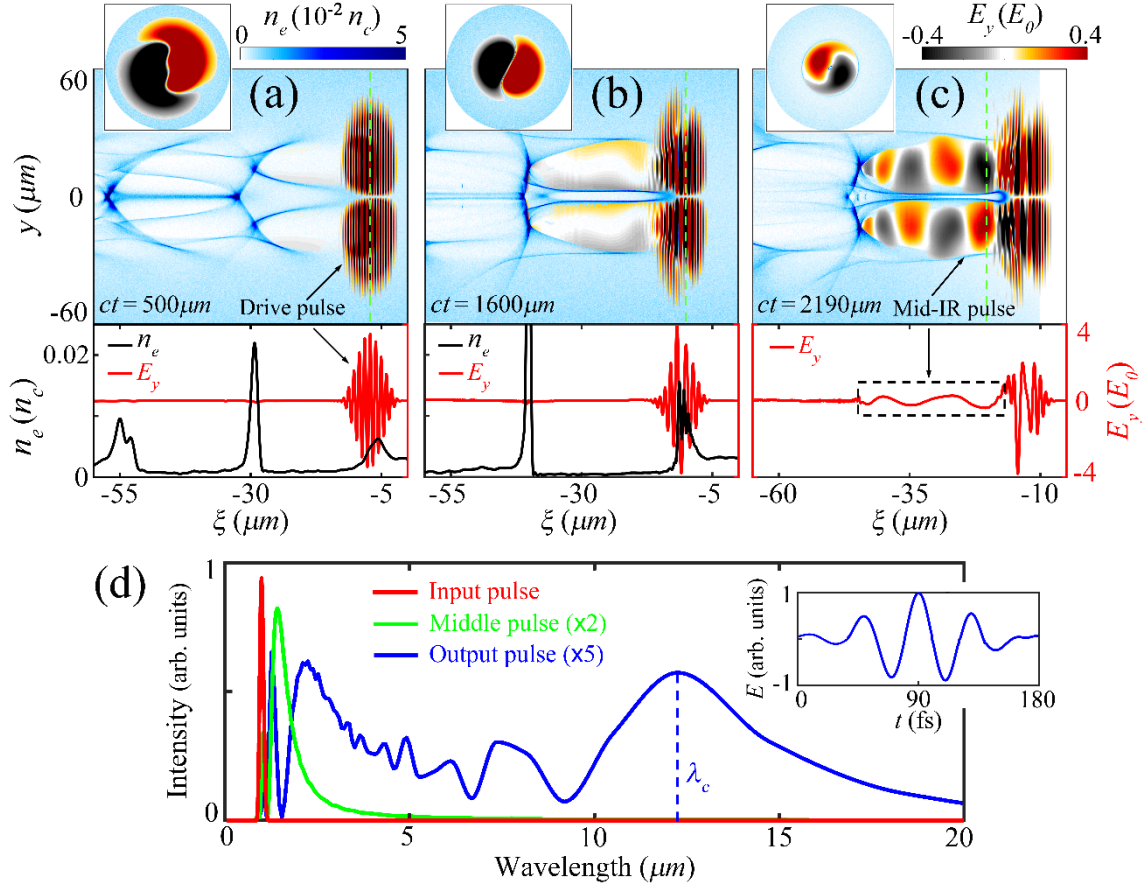 n_e (10^-2 n_c)
0 5
E_y (E_0)
-0.4 0.4
(a) (b) (c)
60
0
-60
y (μm)
ct = 500μm
Drive pulse
ct = 1600μm
ct = 2190μm
Mid-IR pulse
n_e
E_y
E_y
0.02
0
n_e (n_c)
4
0
-4
E_y (E_0)
-55 -30 -5
-55 -30 -5
-60 -35 -10
ξ (μm) ξ (μm) ξ (μm)
(d)
1
0
Intensity (arb. units)
Input pulse
Middle pulse (x2)
Output pulse (x5)
λ_c
E (arb. units)
1
-1
0 90 180
t (fs)
0 5 10 15 20
Wavelength (μm)